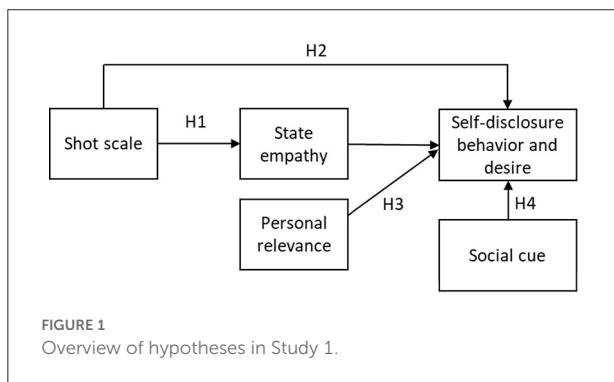 H2
H1
Shot scale
State
empathy
Self-disclosure
behavior and
desire
H3
H4
Personal
relevance
Social cue
FIGURE 1
Overview of hypotheses in Study 1.